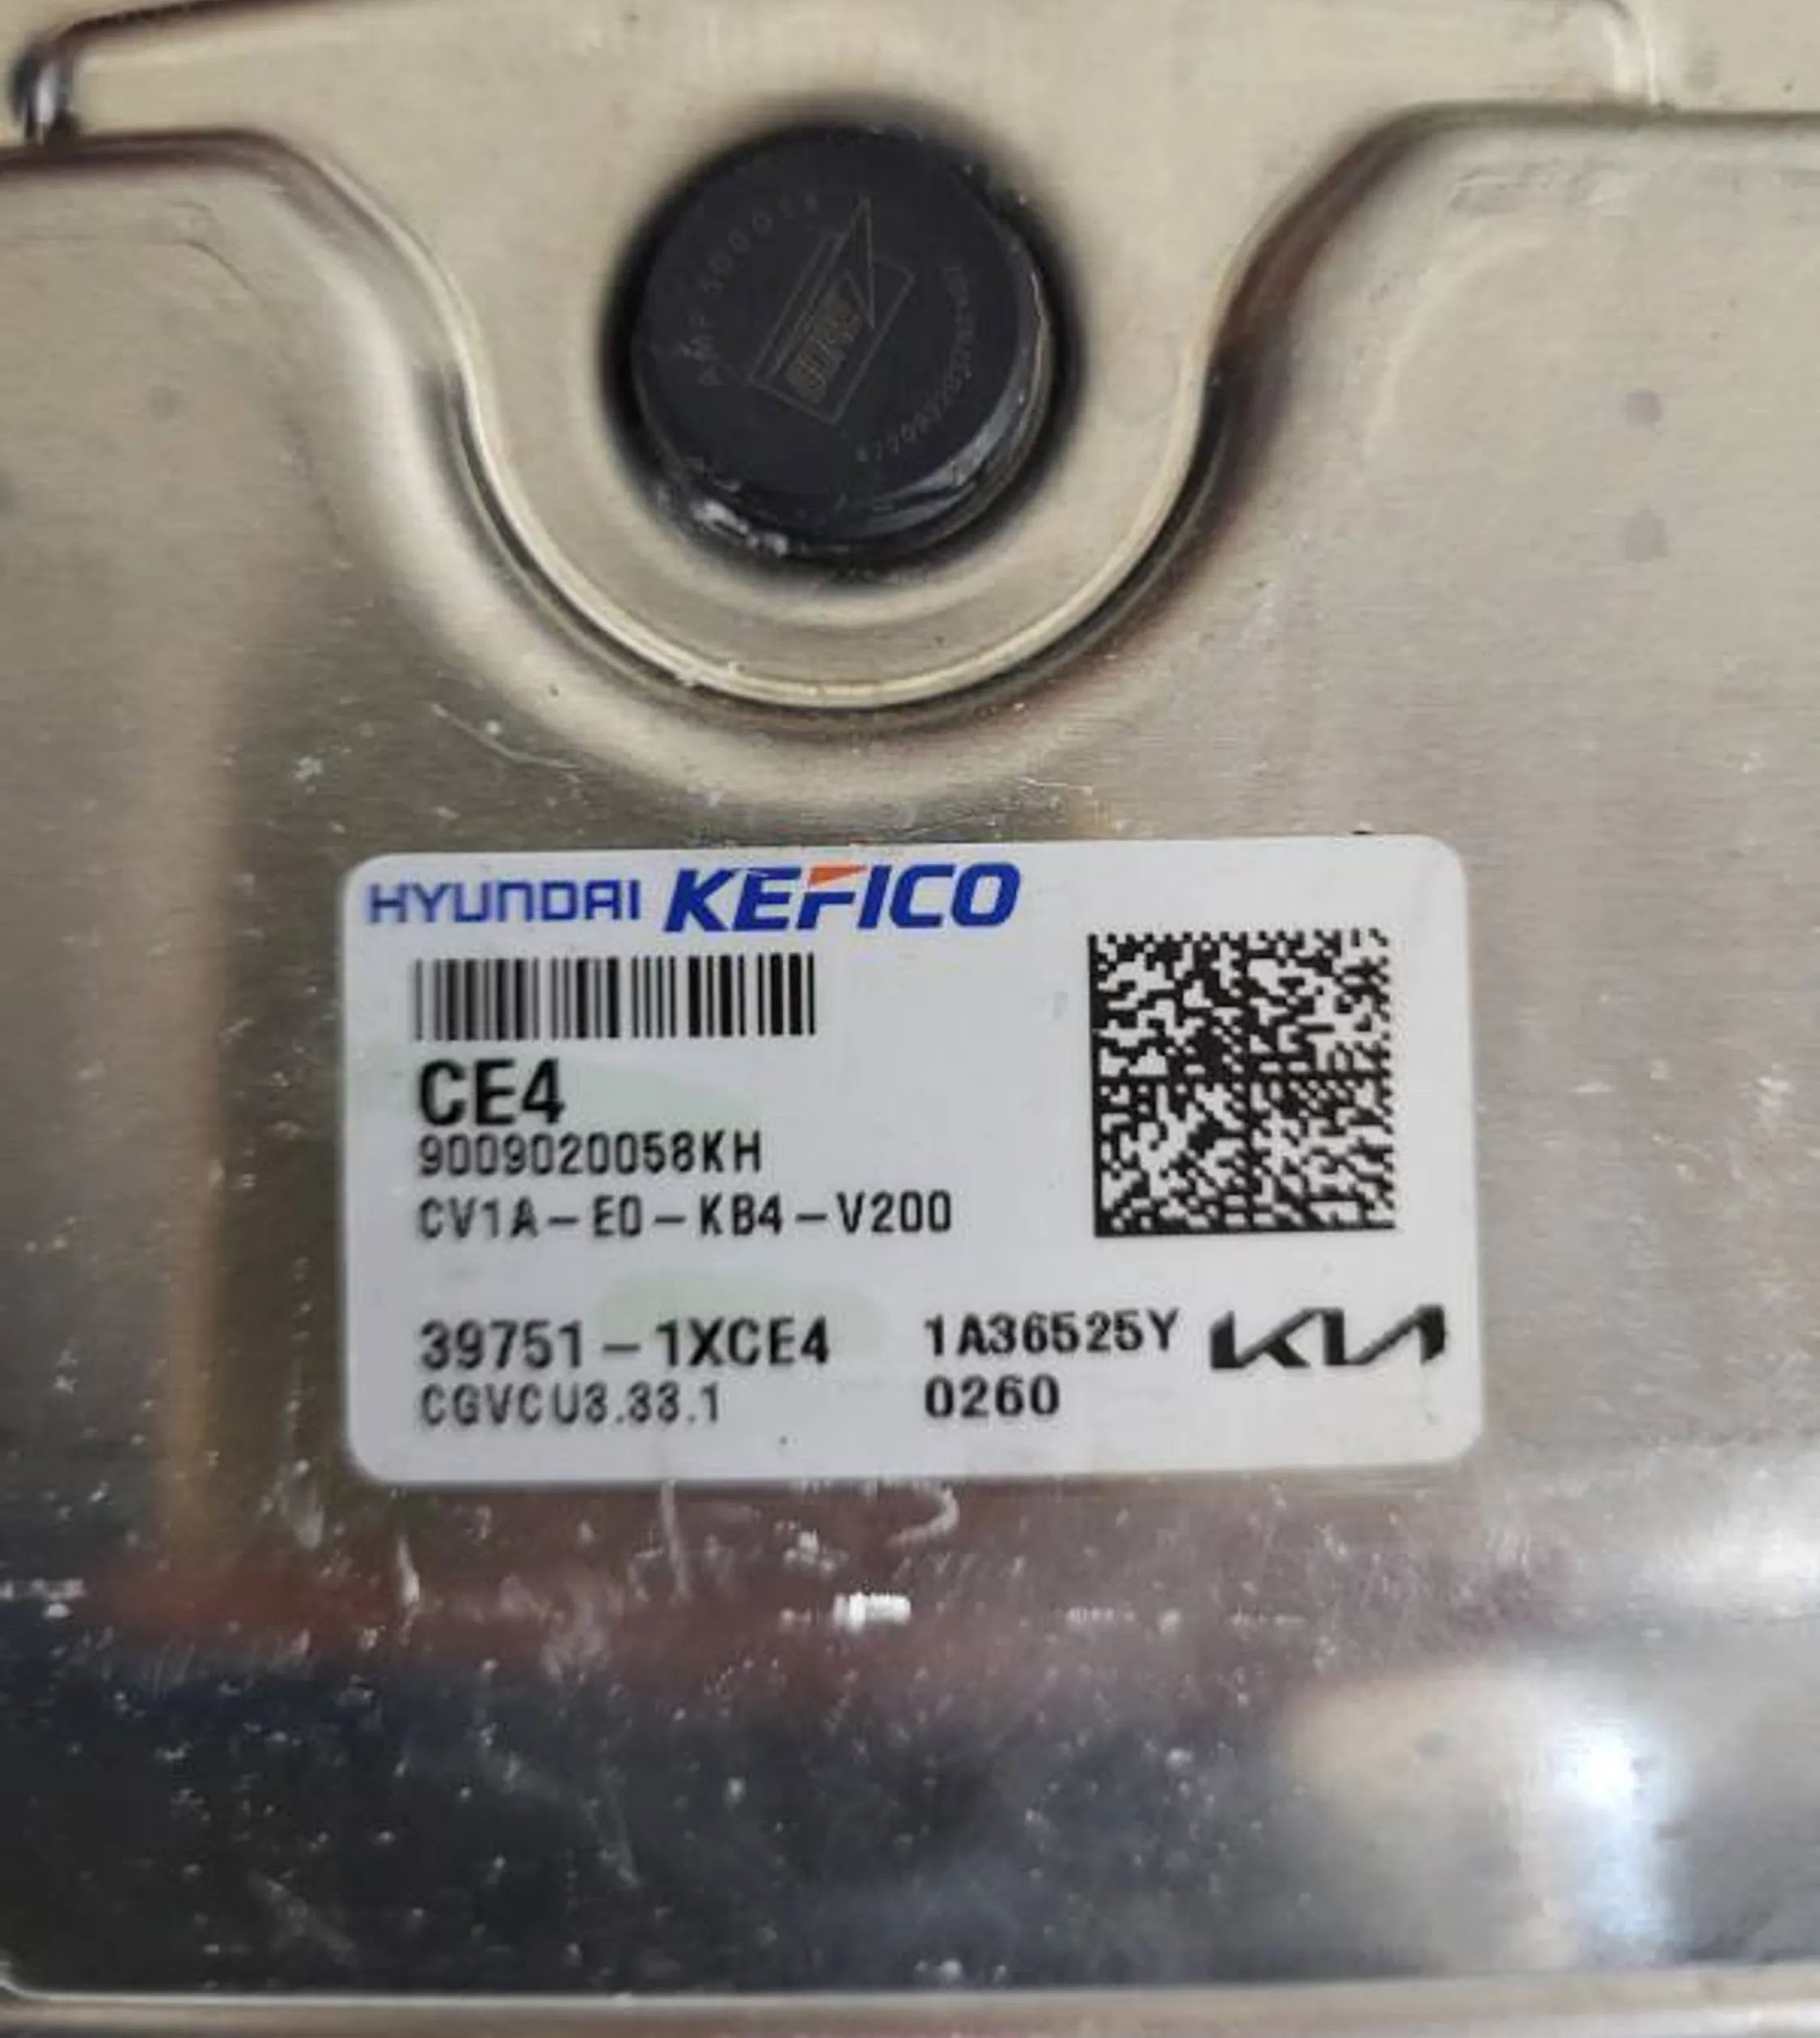 HYUNDAI KEFICO
CE4
9009020058KH
CV1A-E0-KB4-V200
39751-1XCE4
CGVCU3.33.1
1A36525Y
0260
KIA